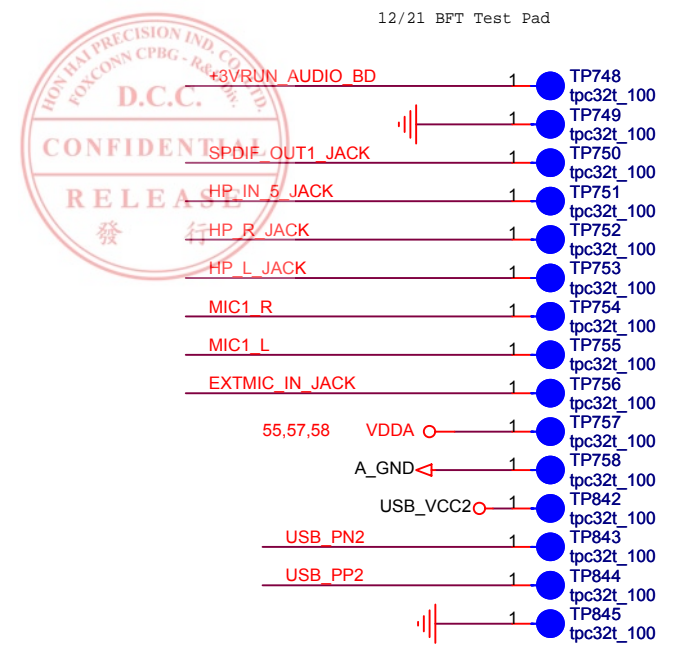 12/21 BFT Test Pad
HON HAI PRECISION IND. CO., LTD.
FOXCONN CPBG - R&D Div.
D.C.C.
CONFIDENTIAL
RELEASE
發 行
+3VRUN_AUDIO_BD 1 TP748
tpc32t_100
1 TP749
tpc32t_100
SPDIF_OUT1_JACK 1 TP750
tpc32t_100
HP_IN_5_JACK 1 TP751
tpc32t_100
HP_R_JACK 1 TP752
tpc32t_100
HP_L_JACK 1 TP753
tpc32t_100
MIC1_R 1 TP754
tpc32t_100
MIC1_L 1 TP755
tpc32t_100
EXTMIC_IN_JACK 1 TP756
tpc32t_100
55,57,58 VDDA 1 TP757
tpc32t_100
A_GND 1 TP758
tpc32t_100
USB_VCC2 1 TP842
tpc32t_100
USB_PN2 1 TP843
tpc32t_100
USB_PP2 1 TP844
tpc32t_100
1 TP845
tpc32t_100